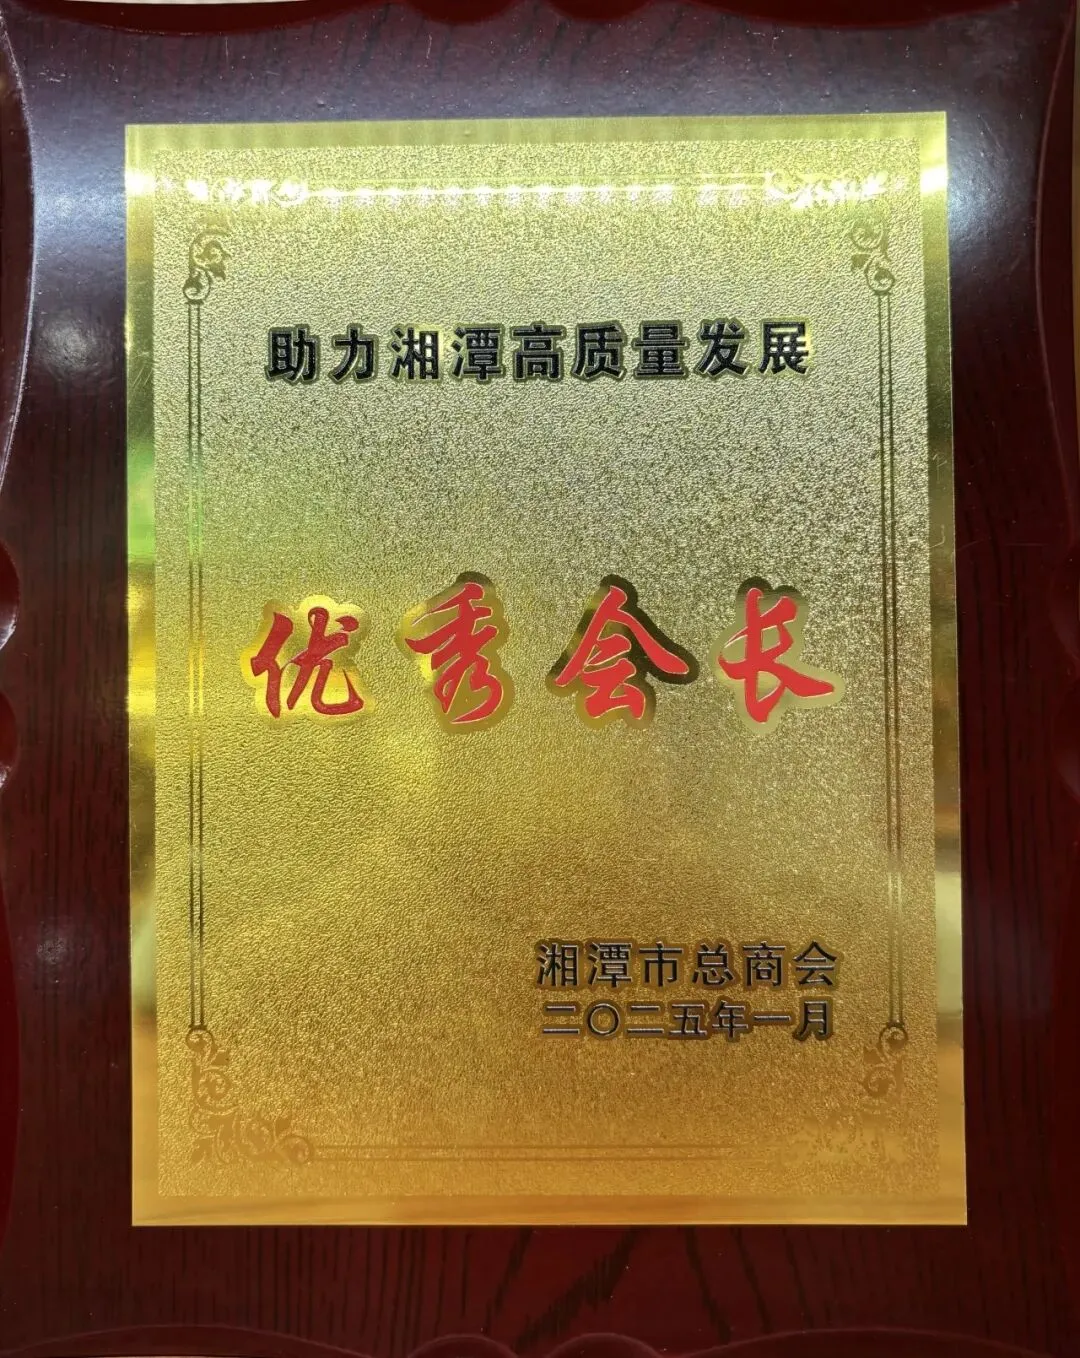 助力湘潭高质量发展
优秀会长
湘潭市总商会
二〇二五年一月